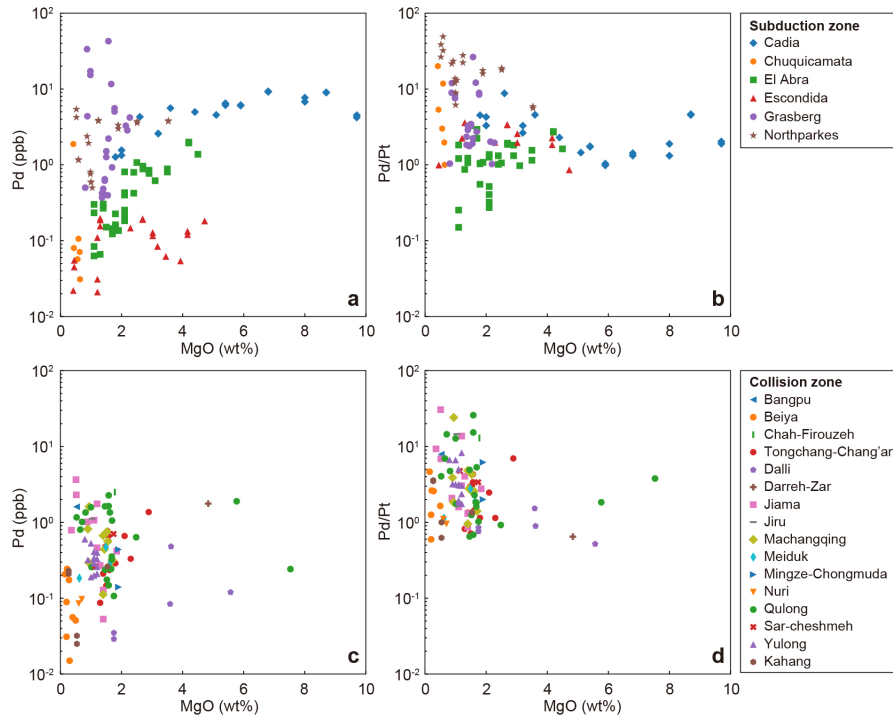 10²
10¹
10⁰
10⁻¹
10⁻²
Pd (ppb)
0 2 4 6 8 10
MgO (wt%)
a
10²
10¹
10⁰
10⁻¹
10⁻²
Pd/Pt
0 2 4 6 8 10
MgO (wt%)
b
Subduction zone
Cadia
Chuquicamata
El Abra
Escondida
Grasberg
Northparkes
10²
10¹
10⁰
10⁻¹
10⁻²
Pd (ppb)
0 2 4 6 8 10
MgO (wt%)
c
10²
10¹
10⁰
10⁻¹
10⁻²
Pd/Pt
0 2 4 6 8 10
MgO (wt%)
d
Collision zone
Bangpu
Beiya
Chah-Firouzeh
Tongchang-Chang'an
Dalli
Darreh-Zar
Jiama
Jiru
Machangqing
Meiduk
Mingze-Chongmuda
Nuri
Qulong
Sar-cheshmeh
Yulong
Kahang